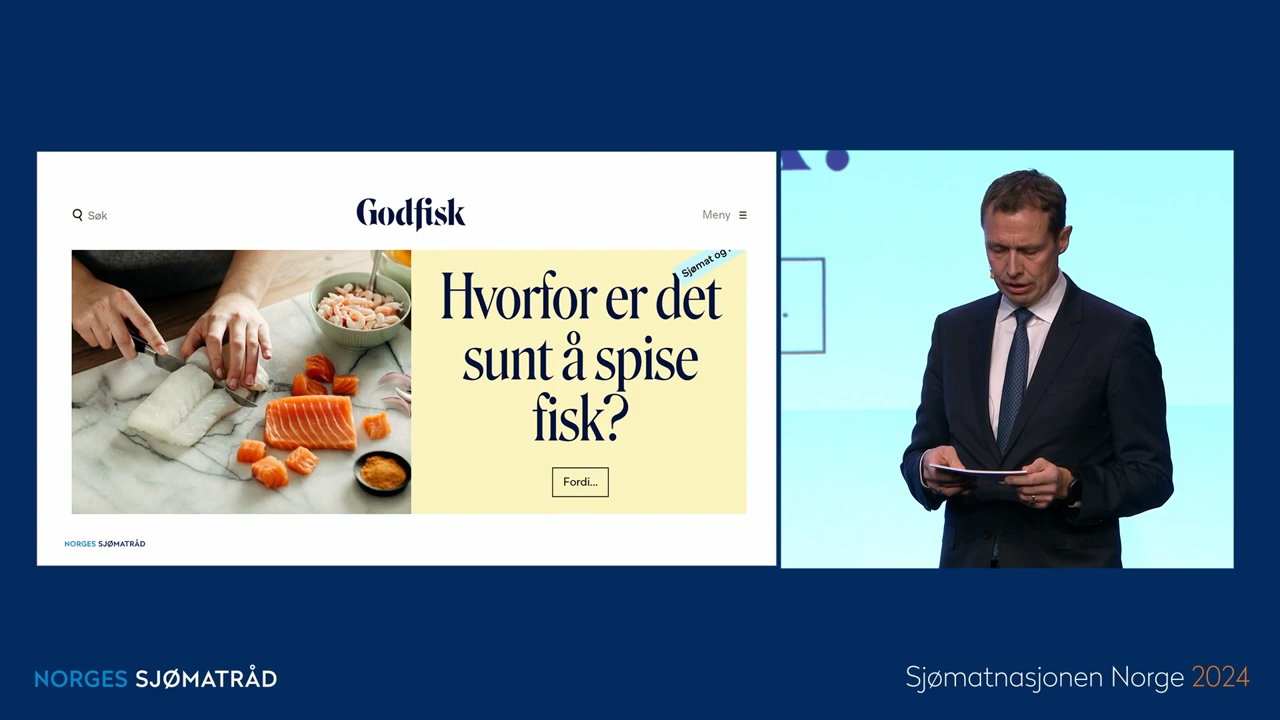 Søk
Godfisk
Meny
Sjømat og
Hvorfor er det
sunt å spise
fisk?
Fordi...
NORGES SJØMATRÅD
NORGES SJØMATRÅD
Sjømatnasjonen Norge 2024